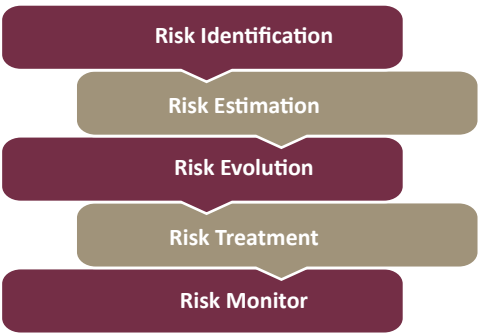 Risk Identification
Risk Estimation
Risk Evolution
Risk Treatment
Risk Monitor